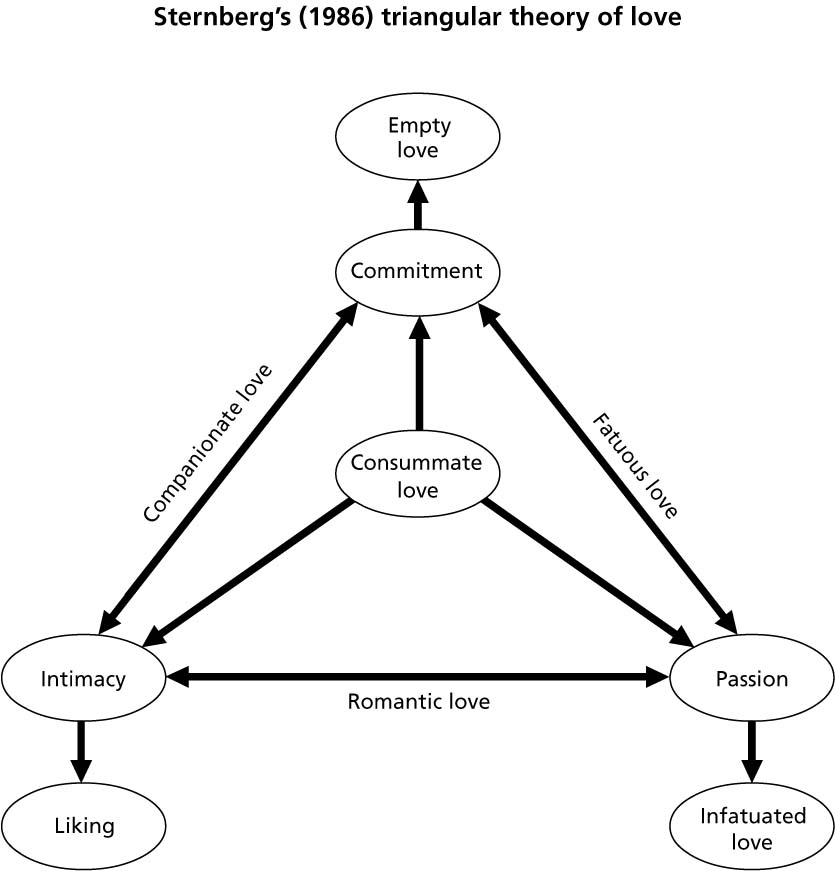 Sternberg’s (1986) triangular theory of love
Empty
love
Commitment
Companionate love
Fatuous love
Consummate
love
Intimacy
Passion
Romantic love
Liking
Infatuated
love